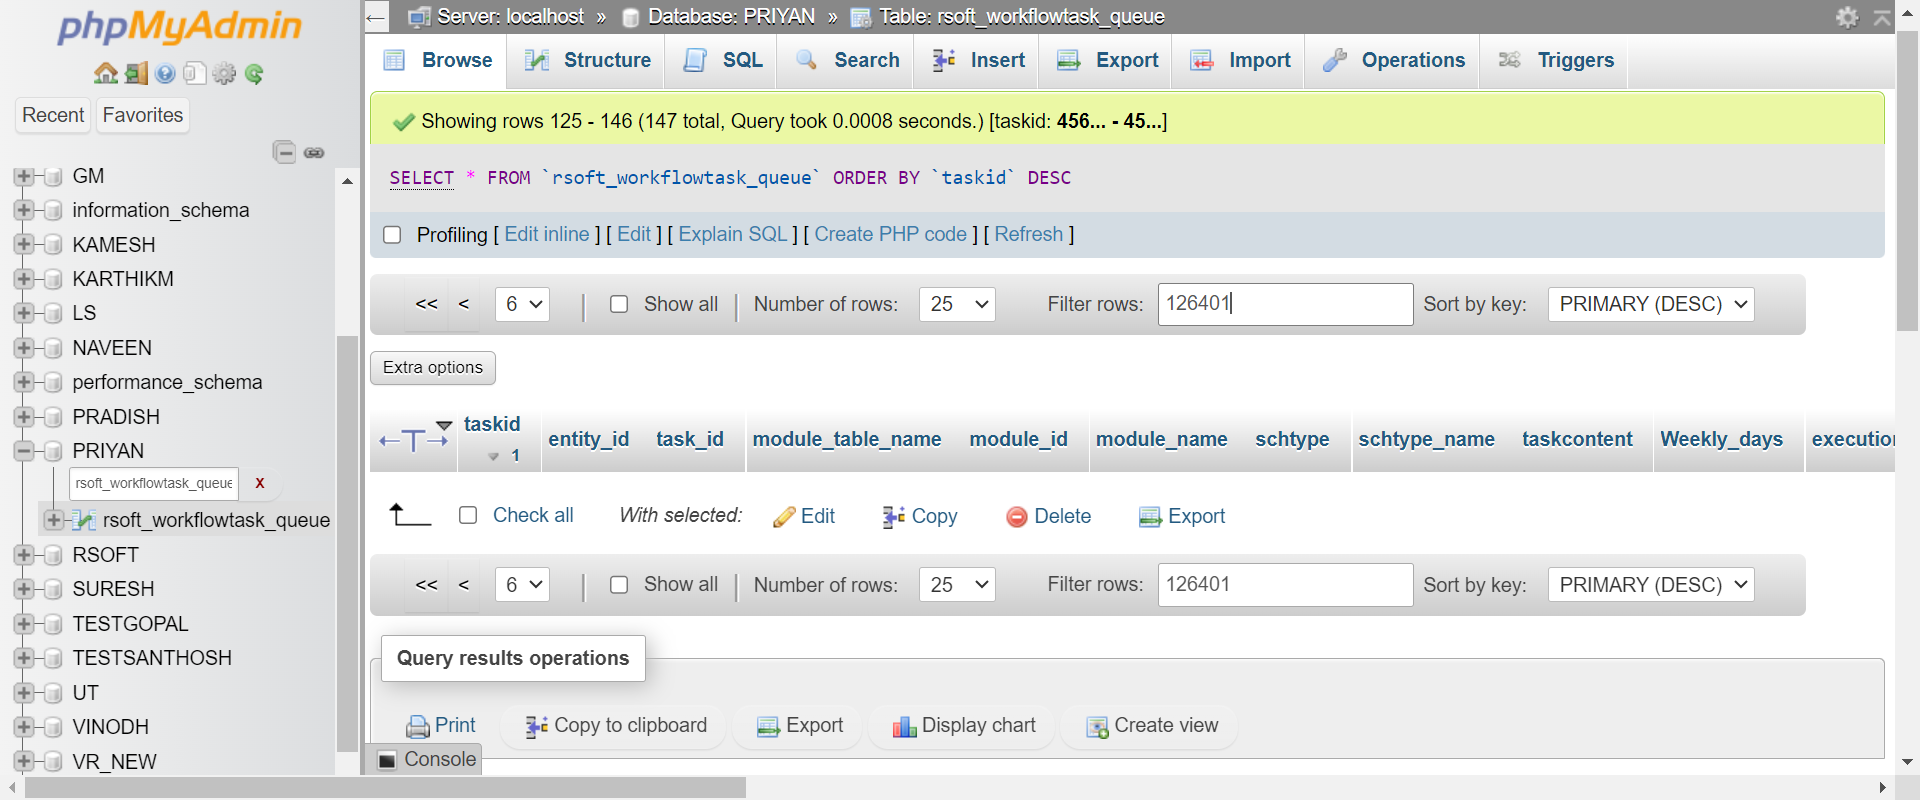 phpMyAdmin
Recent Favorites
GM
information_schema
KAMESH
KARTHIKM
LS
NAVEEN
performance_schema
PRADISH
PRIYAN
rsoft_workflowtask_queue x
rsoft_workflowtask_queue
RSOFT
SURESH
TESTGOPAL
TESTSANTHOSH
UT
VINODH
VR_NEW
Server: localhost » Database: PRIYAN » Table: rsoft_workflowtask_queue
Browse Structure SQL Search Insert Export Import Operations Triggers
Showing rows 125 - 146 (147 total, Query took 0.0008 seconds.) [taskid: 456... - 45...]
SELECT * FROM `rsoft_workflowtask_queue` ORDER BY `taskid` DESC
Profiling [ Edit inline ] [ Edit ] [ Explain SQL ] [ Create PHP code ] [ Refresh ]
<< < 6 | Show all | Number of rows: 25 Filter rows: 126401 Sort by key: PRIMARY (DESC)
Extra options
←T→ taskid 1 entity_id task_id module_table_name module_id module_name schtype schtype_name taskcontent Weekly_days execution
Check all With selected: Edit Copy Delete Export
<< < 6 | Show all | Number of rows: 25 Filter rows: 126401 Sort by key: PRIMARY (DESC)
Query results operations
Print Copy to clipboard Export Display chart Create view
Console